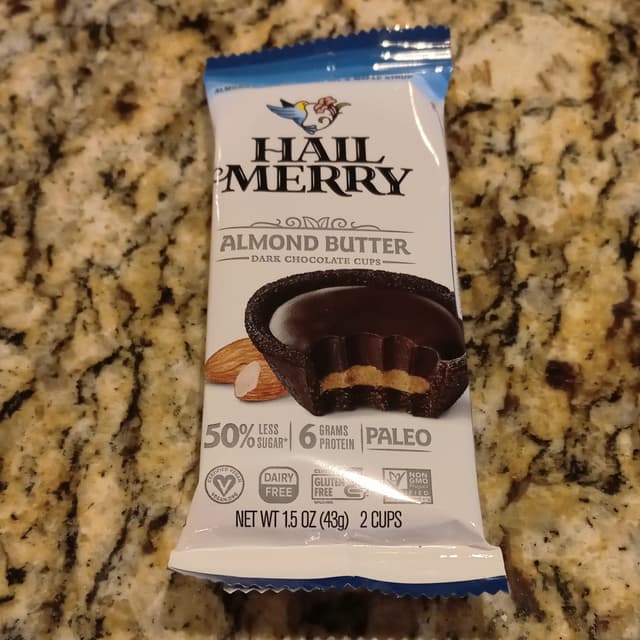 HAIL
MERRY
ALMOND BUTTER
DARK CHOCOLATE CUPS
50% LESS SUGAR* | 6 GRAMS PROTEIN | PALEO
DAIRY FREE
GLUTEN FREE
NON GMO
NET WT 1.5 OZ (43g) 2 CUPS